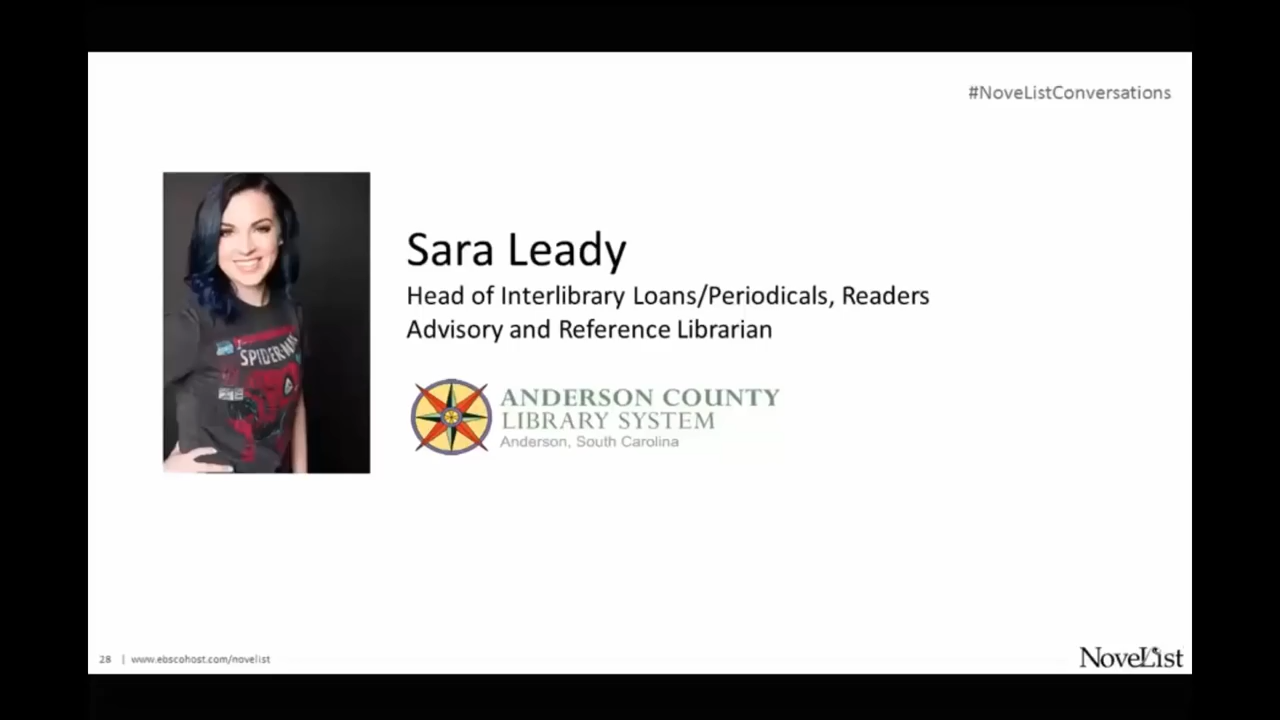 #NoveListConversations
SPIDER-MAN
Sara Leady
Head of Interlibrary Loans/Periodicals, Readers
Advisory and Reference Librarian
ANDERSON COUNTY
LIBRARY SYSTEM
Anderson, South Carolina
28 | www.ebscohost.com/novelist
NoveList